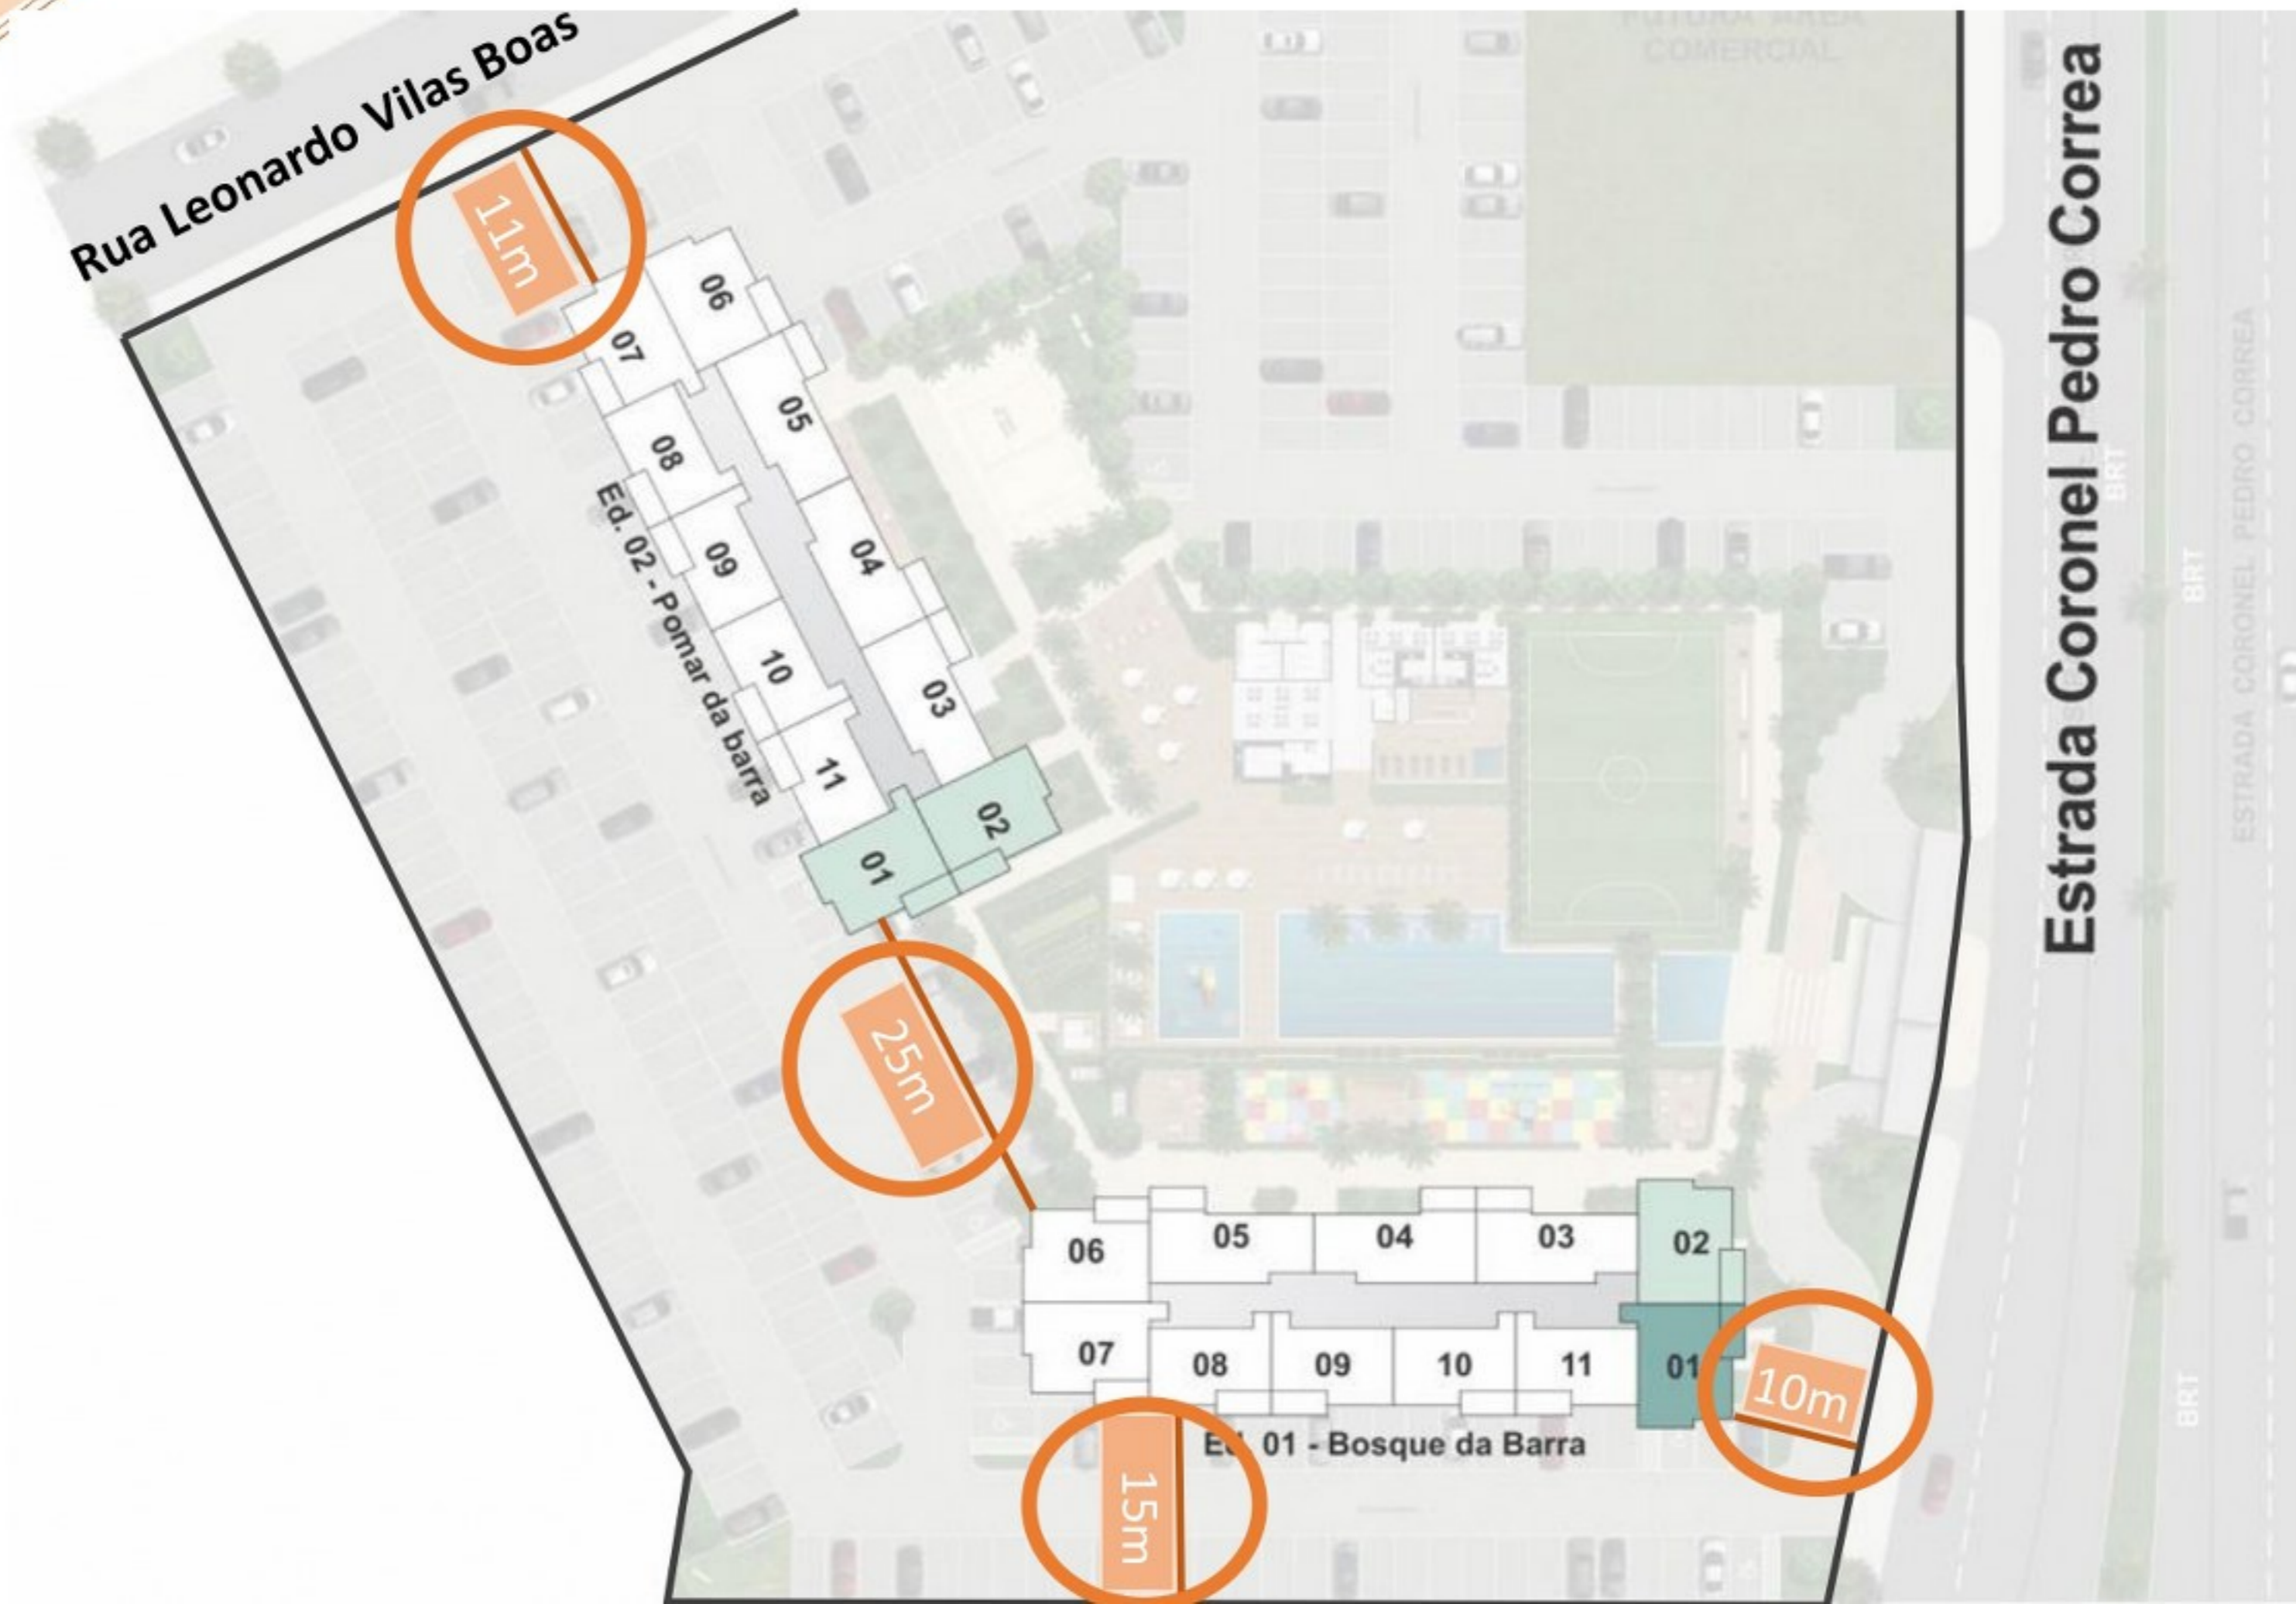 Rua Leonardo Vilas Boas
FUTURA ÁREA
COMERCIAL
Estrada Coronel Pedro Correa
ESTRADA CORONEL PEDRO CORREA
BRT
BRT
BRT
11m
06
07
05
08
04
09
Ed. 02 - Pomar da barra
10
03
11
02
01
25m
06
05
04
03
02
07
08
09
10
11
01
10m
Ed. 01 - Bosque da Barra
15m